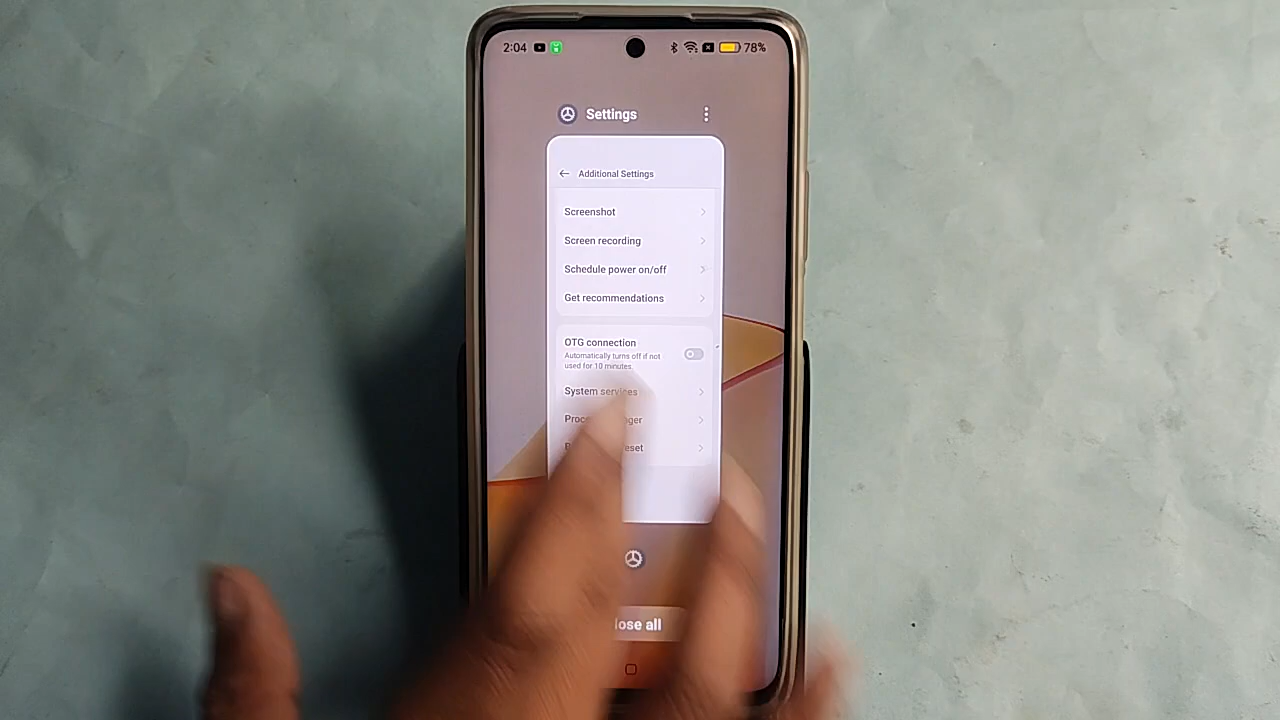 2:04
78%
Settings
Additional Settings
Screenshot
Screen recording
Schedule power on/off
Get recommendations
OTG connection
Automatically turns off if not
used for 10 minutes.
System services
lose all